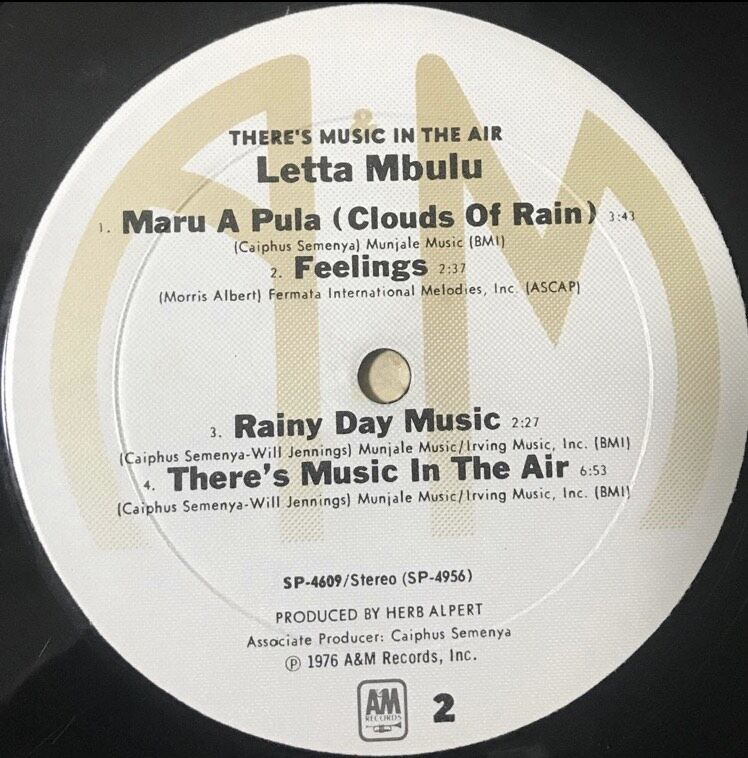 &
THERE'S MUSIC IN THE AIR
Letta Mbulu
1. Maru A Pula (Clouds Of Rain) 3:43
(Caiphus Semenya) Munjale Music (BMI)
2. Feelings 2:37
(Morris Albert) Fermata International Melodies, Inc. (ASCAP)
3. Rainy Day Music 2:27
(Caiphus Semenya-Will Jennings) Munjale Music/Irving Music, Inc. (BMI)
4. There's Music In The Air 6:53
(Caiphus Semenya-Will Jennings) Munjale Music/Irving Music, Inc. (BMI)
SP-4609/Stereo (SP-4956)
PRODUCED BY HERB ALPERT
Associate Producer: Caiphus Semenya
℗ 1976 A&M Records, Inc.
A&M
RECORDS
2